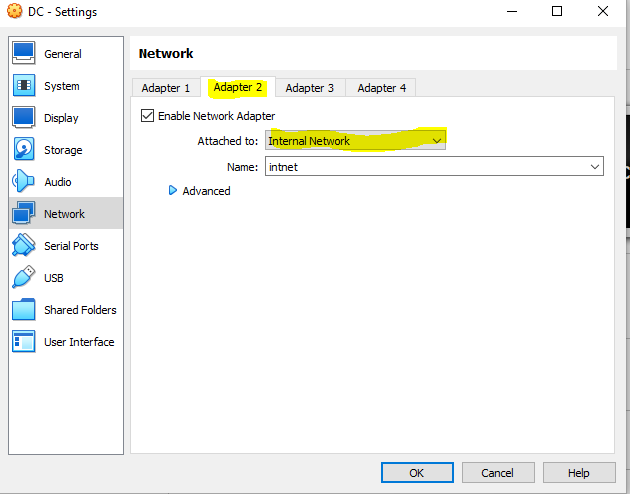 DC - Settings
General
System
Display
Storage
Audio
Network
Serial Ports
USB
Shared Folders
User Interface
Network
Adapter 1 Adapter 2 Adapter 3 Adapter 4
Enable Network Adapter
Attached to: Internal Network
Name: intnet
Advanced
OK Cancel Help